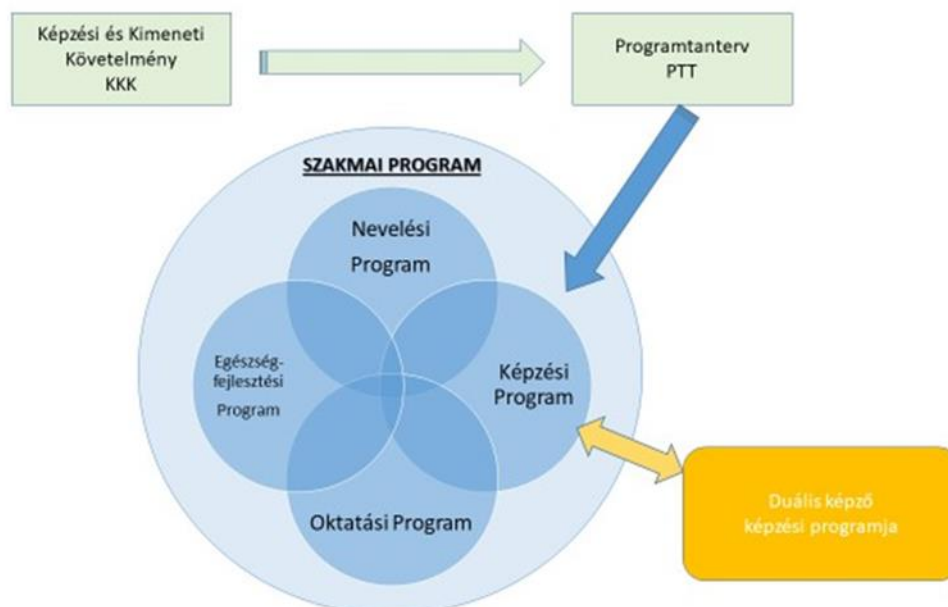 Képzési és Kimeneti
Követelmény
KKK
Programtanterv
PTT
SZAKMAI PROGRAM
Nevelési
Program
Egészség-
fejlesztési
Program
Képzési
Program
Oktatási Program
Duális képző
képzési programja